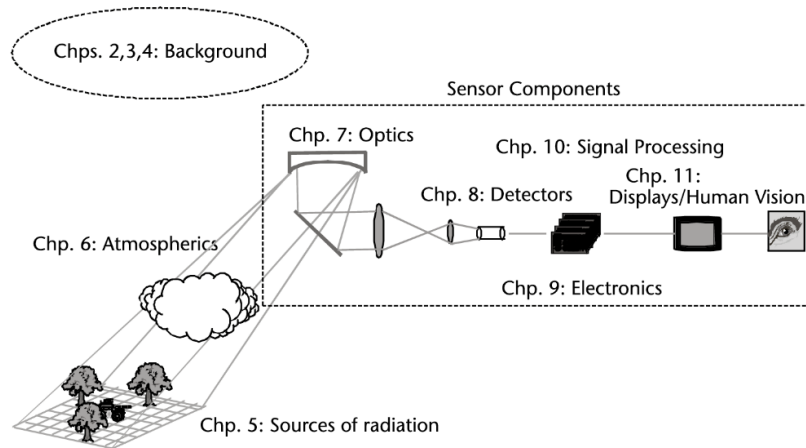 Chps. 2,3,4: Background
Sensor Components
Chp. 7: Optics
Chp. 10: Signal Processing
Chp. 11:
Displays/Human Vision
Chp. 8: Detectors
Chp. 6: Atmospherics
Chp. 9: Electronics
Chp. 5: Sources of radiation